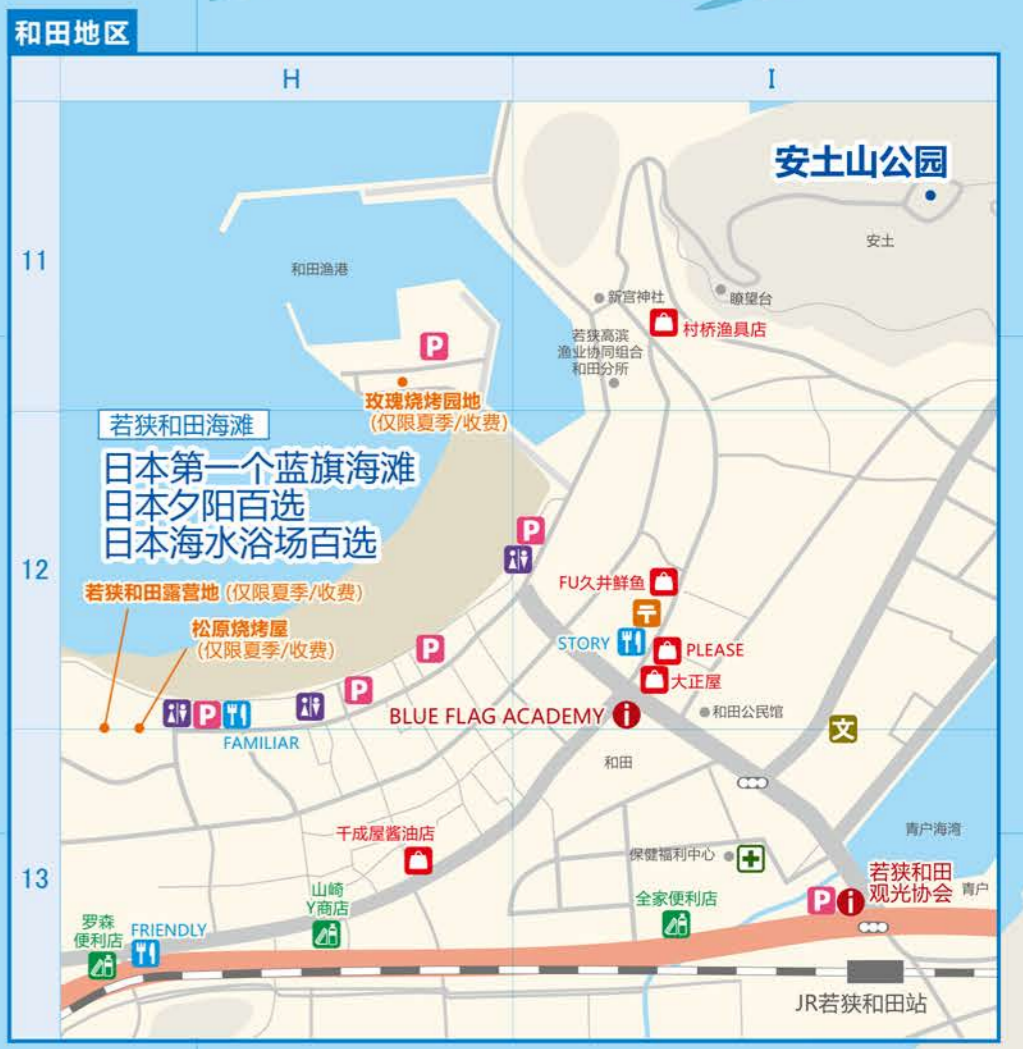 和田地区
H
I
安土山公园
11
安土
和田渔港
瞭望台
新宫神社
村桥渔具店
若狭高滨
渔业协同组合
和田分所
P
玫瑰烧烤园地
(仅限夏季/收费)
若狭和田海滩
日本第一个蓝旗海滩
日本夕阳百选
日本海水浴场百选
P
12
FU久井鲜鱼
若狭和田露营地 (仅限夏季/收费)
松原烧烤屋
(仅限夏季/收费)
〒
STORY
P
PLEASE
大正屋
P
P
BLUE FLAG ACADEMY
i
和田公民馆
文
FAMILIAR
和田
青户海湾
千成屋酱油店
保健福利中心
13
若狭和田
观光协会
青户
P
i
山崎
Y商店
全家便利店
罗森
便利店
FRIENDLY
JR若狭和田站